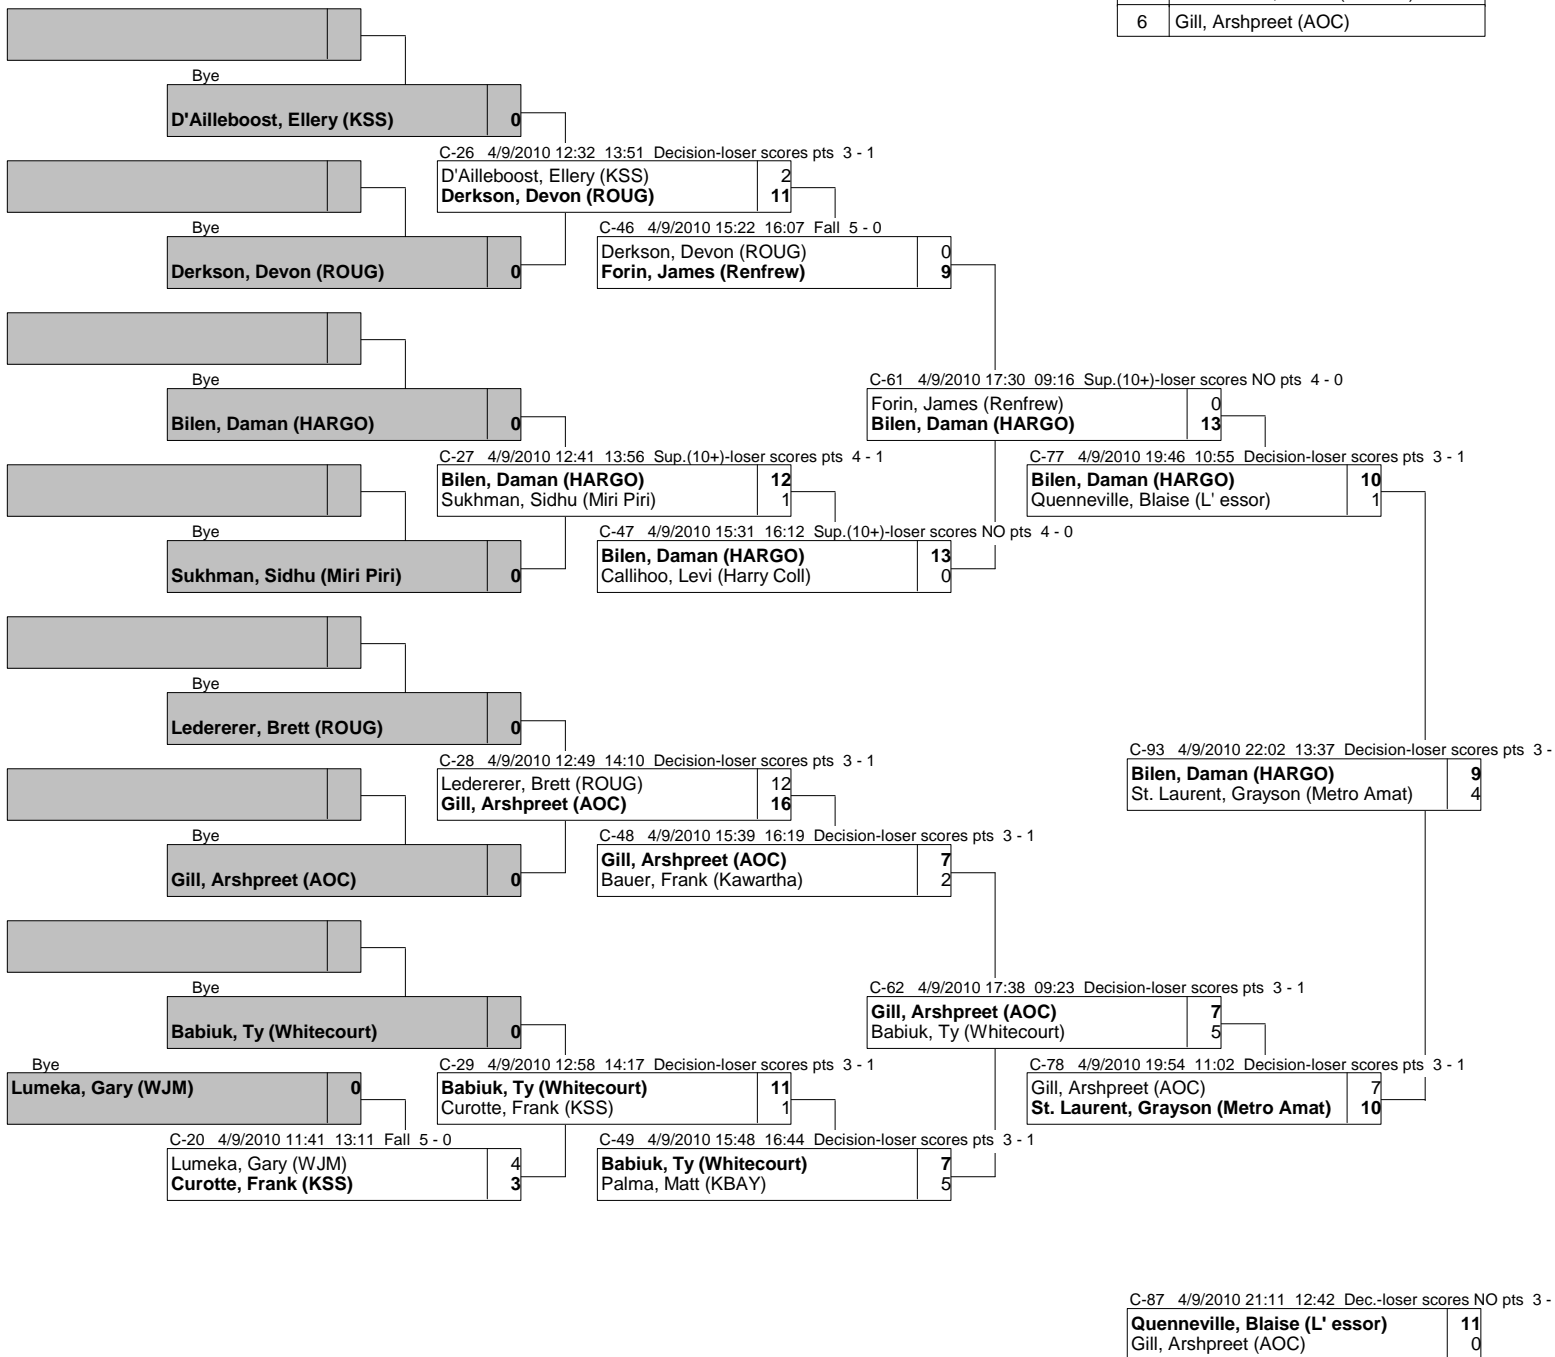 6 Gill, Arshpreet (AOC)
Bye
D'Ailleboost, Ellery (KSS) 0
C-26 4/9/2010 12:32 13:51 Decision-loser scores pts 3 - 1
D'Ailleboost, Ellery (KSS) 2
Derkson, Devon (ROUG) 11
Bye
Derkson, Devon (ROUG) 0
C-46 4/9/2010 15:22 16:07 Fall 5 - 0
Derkson, Devon (ROUG) 0
Forin, James (Renfrew) 9
Bye
Bilen, Daman (HARGO) 0
C-61 4/9/2010 17:30 09:16 Sup.(10+)-loser scores NO pts 4 - 0
Forin, James (Renfrew) 0
Bilen, Daman (HARGO) 13
C-27 4/9/2010 12:41 13:56 Sup.(10+)-loser scores pts 4 - 1
Bilen, Daman (HARGO) 12
Sukhman, Sidhu (Miri Piri) 1
C-77 4/9/2010 19:46 10:55 Decision-loser scores pts 3 - 1
Bilen, Daman (HARGO) 10
Quenneville, Blaise (L' essor) 1
Bye
Sukhman, Sidhu (Miri Piri) 0
C-47 4/9/2010 15:31 16:12 Sup.(10+)-loser scores NO pts 4 - 0
Bilen, Daman (HARGO) 13
Callihoo, Levi (Harry Coll) 0
Bye
Ledererer, Brett (ROUG) 0
C-28 4/9/2010 12:49 14:10 Decision-loser scores pts 3 - 1
Ledererer, Brett (ROUG) 12
Gill, Arshpreet (AOC) 16
C-93 4/9/2010 22:02 13:37 Decision-loser scores pts 3 -
Bilen, Daman (HARGO) 9
St. Laurent, Grayson (Metro Amat) 4
Bye
Gill, Arshpreet (AOC) 0
C-48 4/9/2010 15:39 16:19 Decision-loser scores pts 3 - 1
Gill, Arshpreet (AOC) 7
Bauer, Frank (Kawartha) 2
Bye
Babiuk, Ty (Whitecourt) 0
C-62 4/9/2010 17:38 09:23 Decision-loser scores pts 3 - 1
Gill, Arshpreet (AOC) 7
Babiuk, Ty (Whitecourt) 5
Bye
Lumeka, Gary (WJM) 0
C-29 4/9/2010 12:58 14:17 Decision-loser scores pts 3 - 1
Babiuk, Ty (Whitecourt) 11
Curotte, Frank (KSS) 1
C-78 4/9/2010 19:54 11:02 Decision-loser scores pts 3 - 1
Gill, Arshpreet (AOC) 7
St. Laurent, Grayson (Metro Amat) 10
C-20 4/9/2010 11:41 13:11 Fall 5 - 0
Lumeka, Gary (WJM) 4
Curotte, Frank (KSS) 3
C-49 4/9/2010 15:48 16:44 Decision-loser scores pts 3 - 1
Babiuk, Ty (Whitecourt) 7
Palma, Matt (KBAY) 5
C-87 4/9/2010 21:11 12:42 Dec.-loser scores NO pts 3 -
Quenneville, Blaise (L' essor) 11
Gill, Arshpreet (AOC) 0